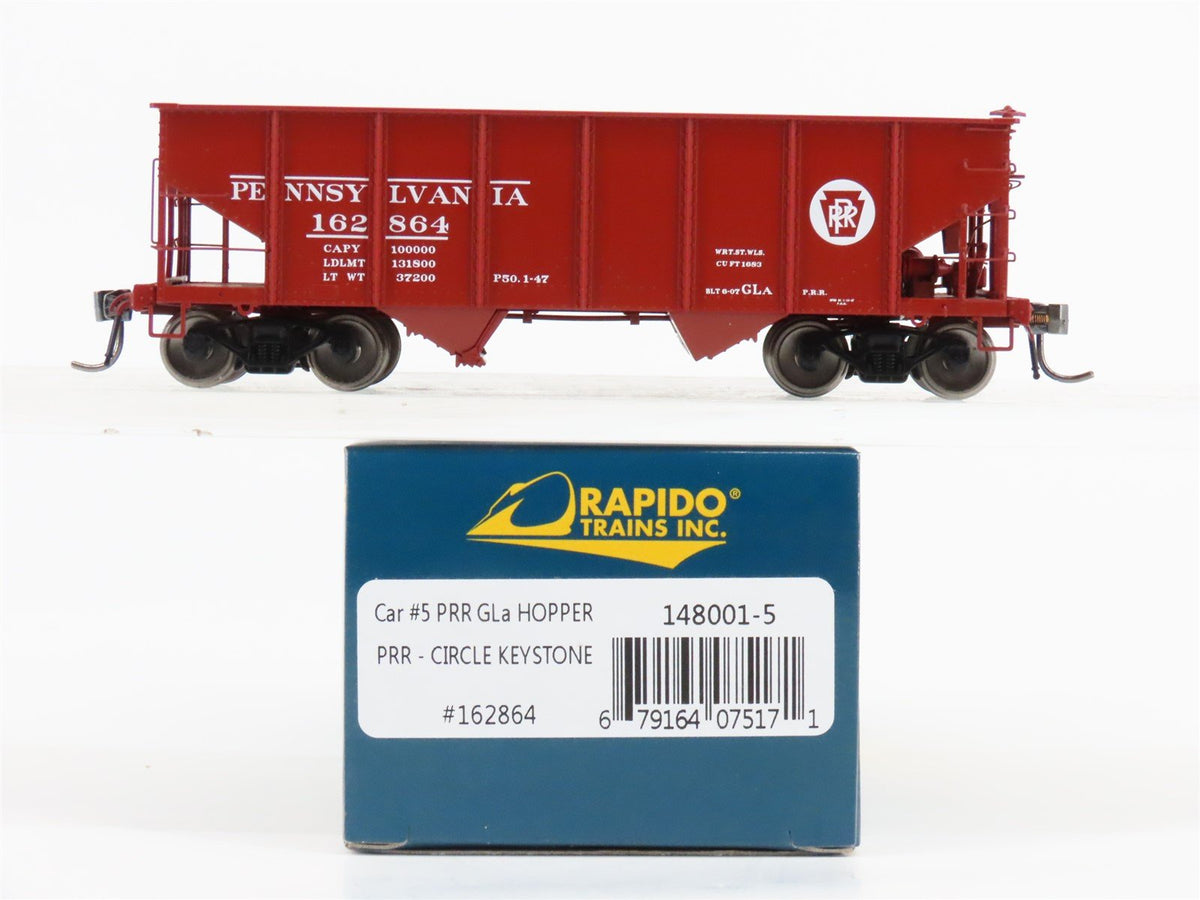 PENNSYLVANIA
162864
CAPY 100000
LDLMT 131800
LT WT 37200
P50. 1-47
WRT.ST.WLS.
CU FT 1683
BLT 6-07 GLA
P.R.R.
PRR
RAPIDO®
TRAINS INC.
Car #5 PRR GLa HOPPER
148001-5
PRR - CIRCLE KEYSTONE
#162864
6 79164 07517 1